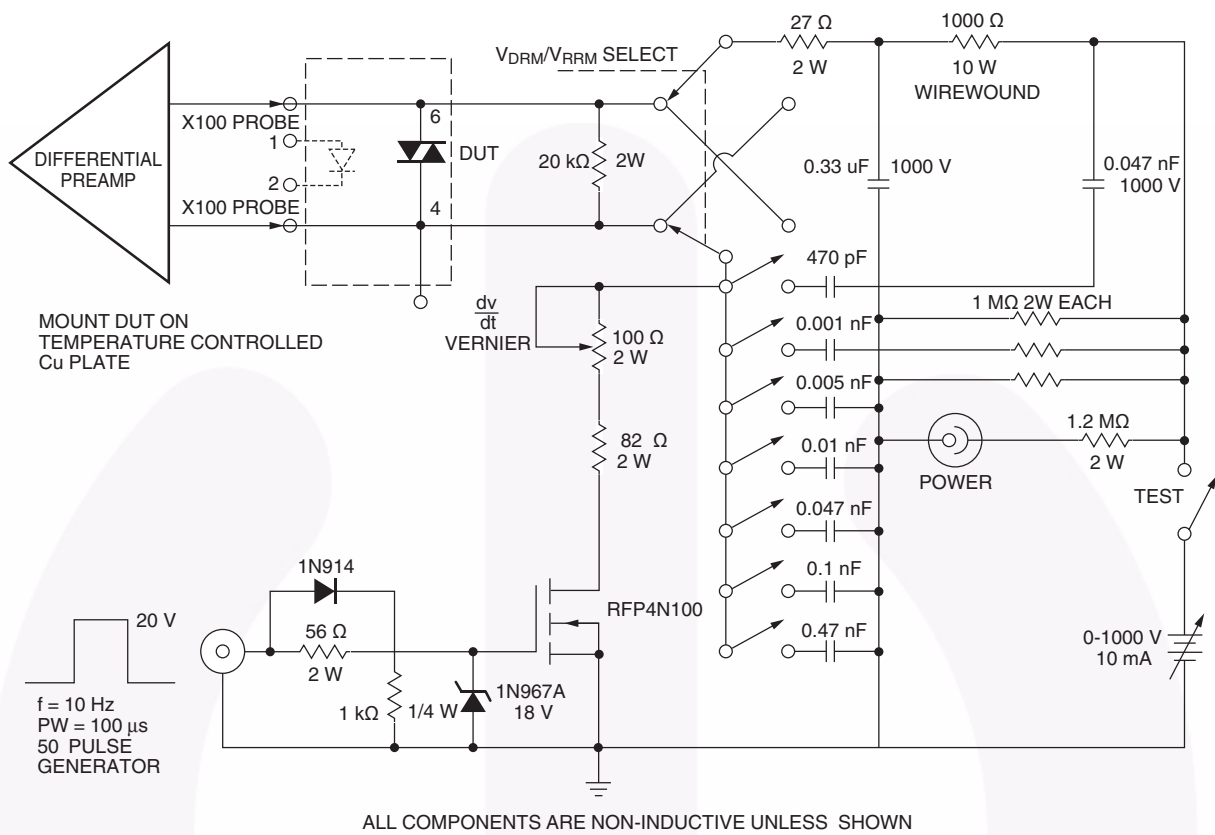 27 Ω
2 W
1000 Ω
10 W
WIREWOUND
VDRM/VRRM SELECT
X100 PROBE
1
2
X100 PROBE
DIFFERENTIAL
PREAMP
6
DUT
4
20 kΩ
2W
0.33 uF
1000 V
0.047 nF
1000 V
470 pF
1 MΩ 2W EACH
0.001 nF
0.005 nF
0.01 nF
0.047 nF
0.1 nF
0.47 nF
MOUNT DUT ON
TEMPERATURE CONTROLLED
Cu PLATE
dv
dt
VERNIER
100 Ω
2 W
82 Ω
2 W
POWER
1.2 MΩ
2 W
TEST
0-1000 V
10 mA
1N914
RFP4N100
20 V
56 Ω
2 W
1 kΩ
1/4 W
1N967A
18 V
f = 10 Hz
PW = 100 μs
50 PULSE
GENERATOR
ALL COMPONENTS ARE NON-INDUCTIVE UNLESS SHOWN